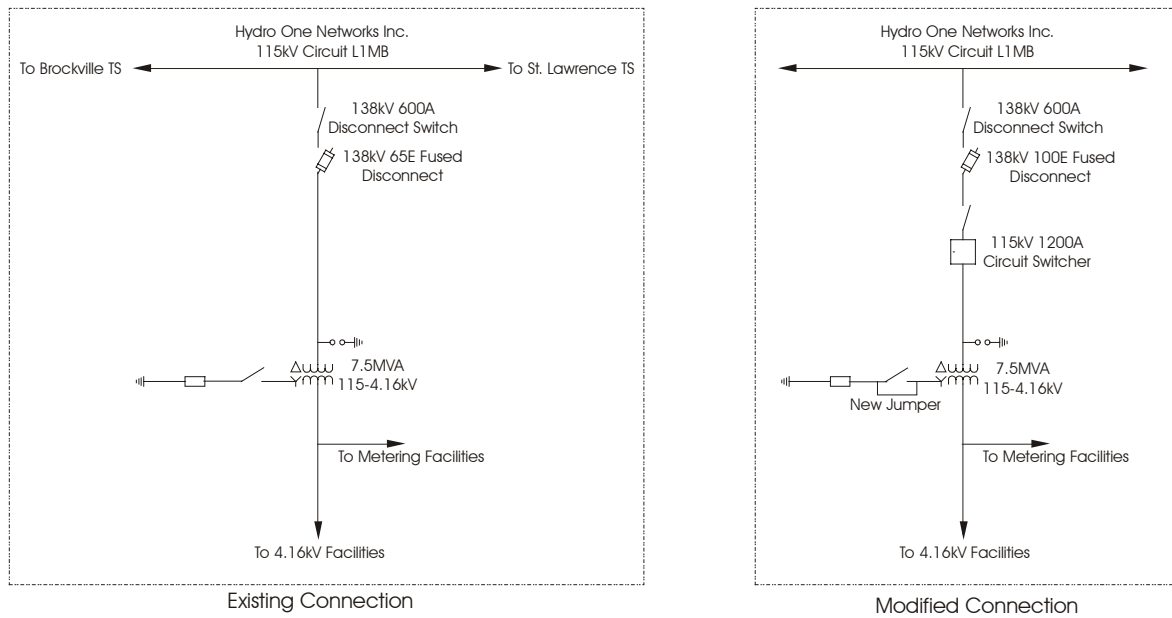 Hydro One Networks Inc.
115kV Circuit L1MB
To Brockville TS
To St. Lawrence TS
138kV 600A
Disconnect Switch
138kV 65E Fused
Disconnect
7.5MVA
115-4.16kV
To Metering Facilities
To 4.16kV Facilities
Existing Connection
Hydro One Networks Inc.
115kV Circuit L1MB
138kV 600A
Disconnect Switch
138kV 100E Fused
Disconnect
115kV 1200A
Circuit Switcher
7.5MVA
115-4.16kV
New Jumper
To Metering Facilities
To 4.16kV Facilities
Modified Connection